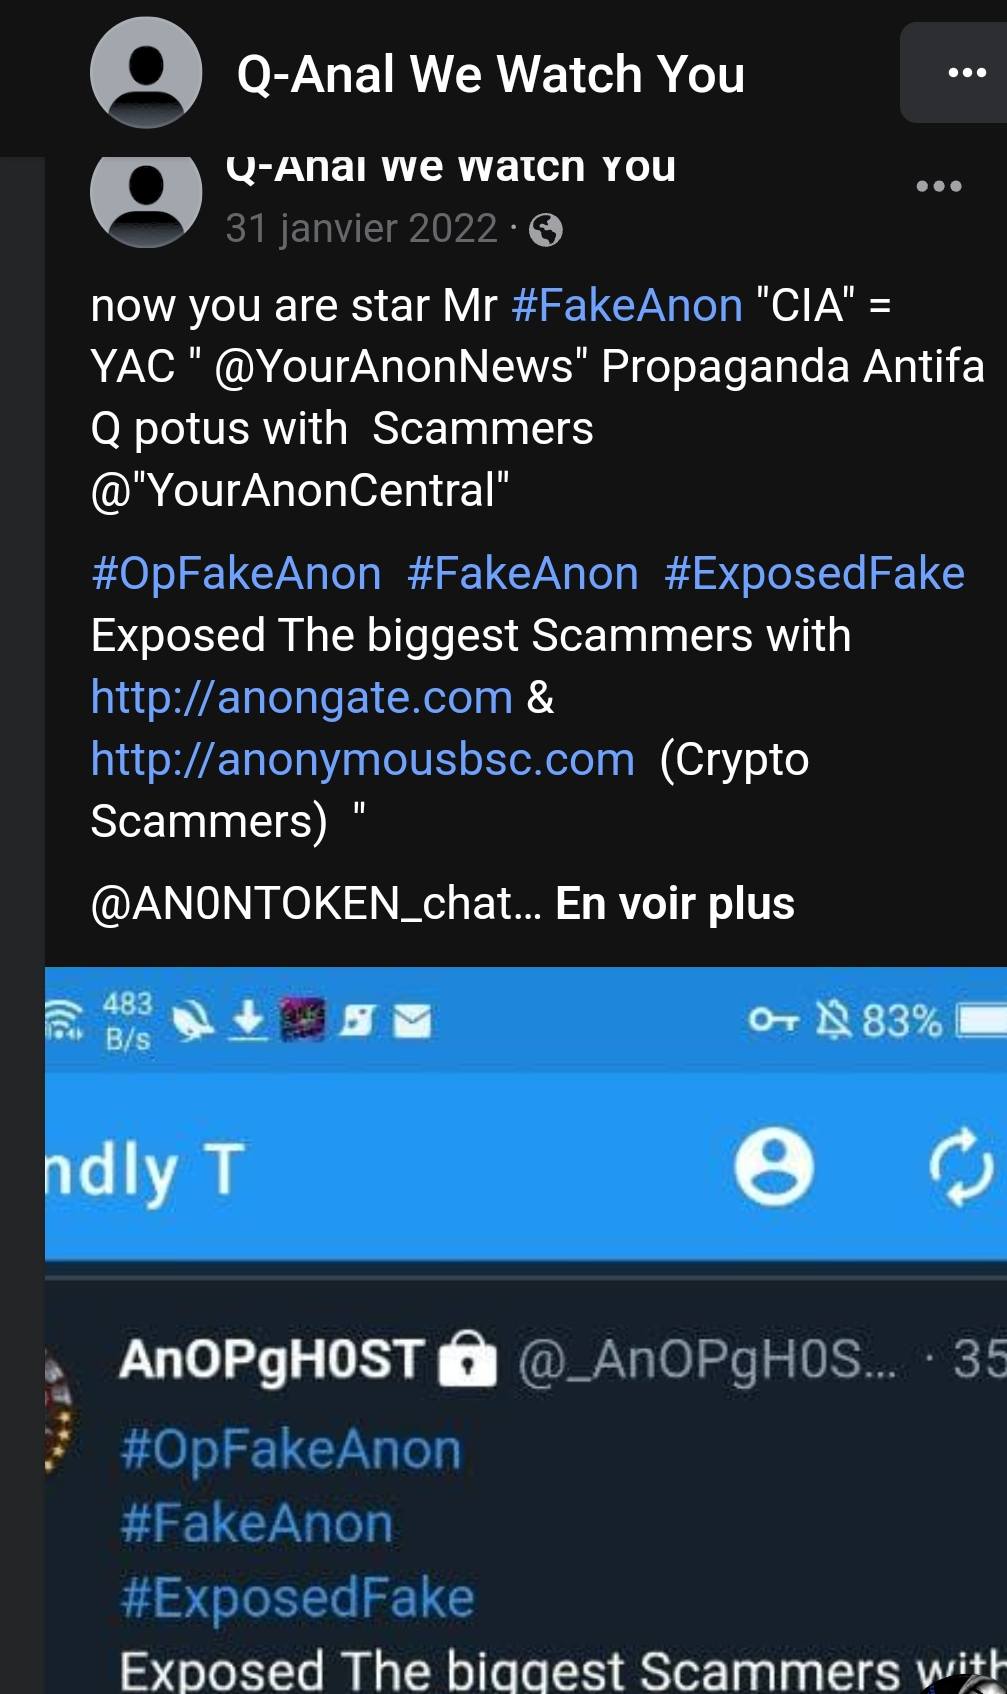 Q-Anal We Watch You
Q-Anal We Watch You
31 janvier 2022 ·
now you are star Mr #FakeAnon "CIA" =
YAC " @YourAnonNews" Propaganda Antifa
Q potus with  Scammers
@"YourAnonCentral"
#OpFakeAnon  #FakeAnon  #ExposedFake
Exposed The biggest Scammers with
http://anongate.com &
http://anonymousbsc.com  (Crypto
Scammers)  "
@AN0NTOKEN_chat… En voir plus
483
B/s
83%
ndly T
AnOPgH0ST @_AnOPgH0S... · 35
#OpFakeAnon
#FakeAnon
#ExposedFake
Exposed The biggest Scammers with